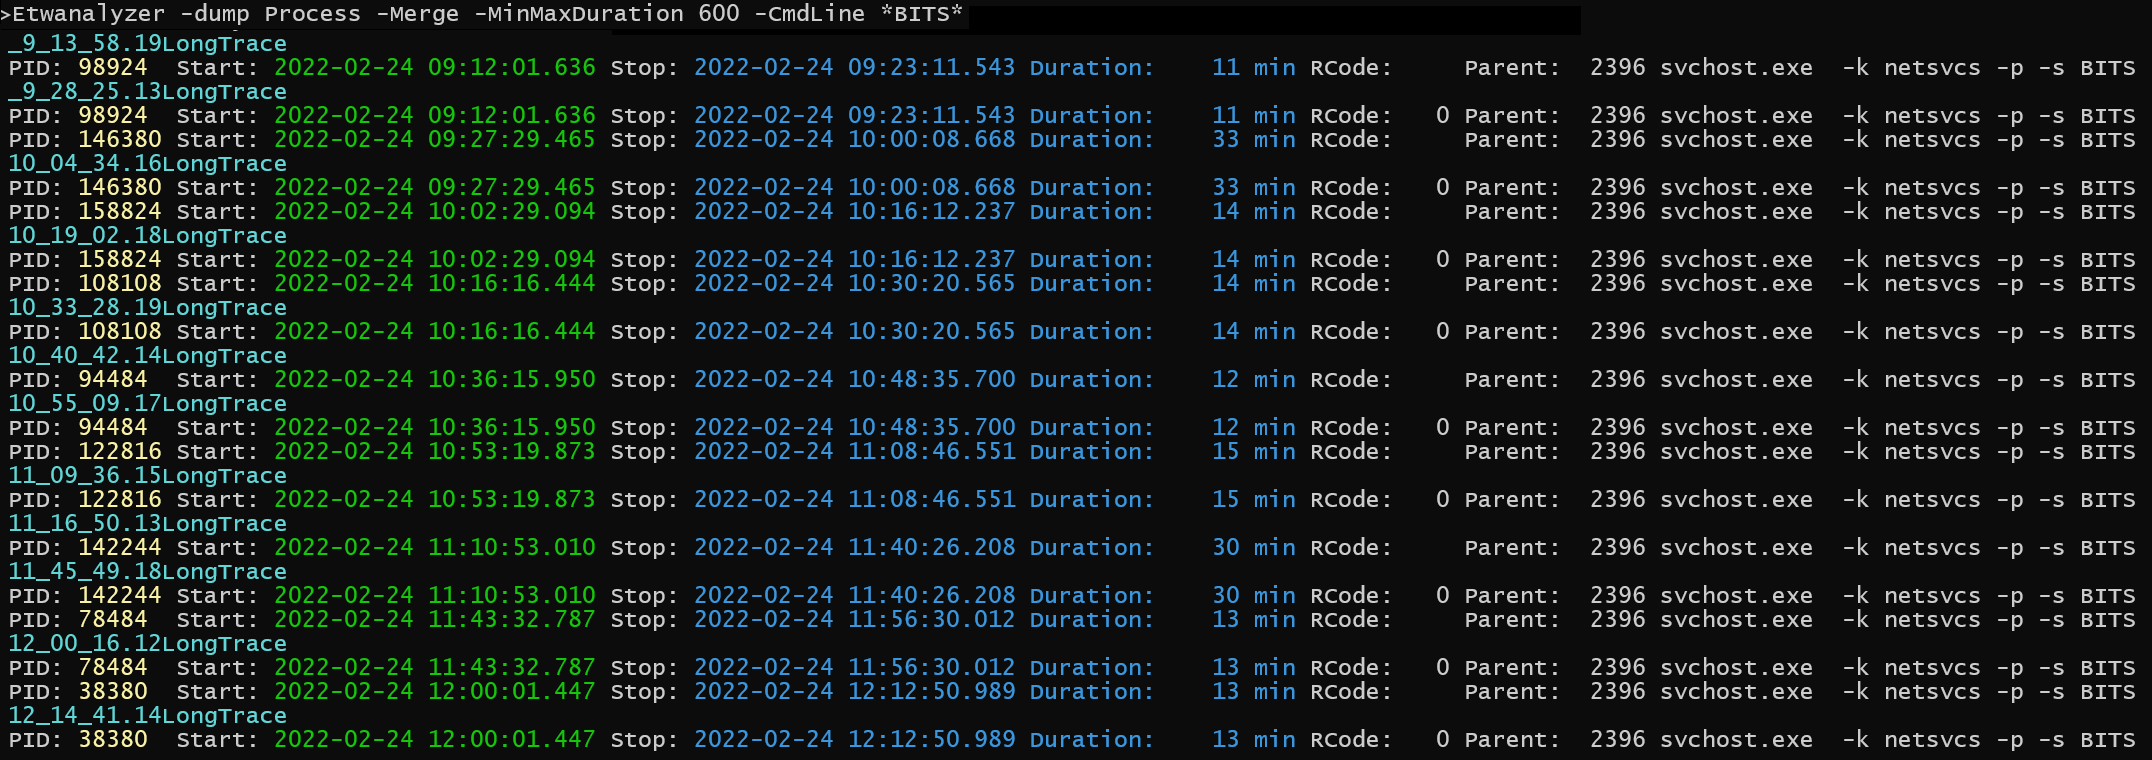 >Etwanalyzer -dump Process -Merge -MinMaxDuration 600 -CmdLine *BITS*
_9_13_58.19LongTrace
PID: 98924  Start: 2022-02-24 09:12:01.636 Stop: 2022-02-24 09:23:11.543 Duration:    11 min RCode:     Parent:  2396 svchost.exe  -k netsvcs -p -s BITS
_9_28_25.13LongTrace
PID: 98924  Start: 2022-02-24 09:12:01.636 Stop: 2022-02-24 09:23:11.543 Duration:    11 min RCode:   0 Parent:  2396 svchost.exe  -k netsvcs -p -s BITS
PID: 146380 Start: 2022-02-24 09:27:29.465 Stop: 2022-02-24 10:00:08.668 Duration:    33 min RCode:     Parent:  2396 svchost.exe  -k netsvcs -p -s BITS
10_04_34.16LongTrace
PID: 146380 Start: 2022-02-24 09:27:29.465 Stop: 2022-02-24 10:00:08.668 Duration:    33 min RCode:   0 Parent:  2396 svchost.exe  -k netsvcs -p -s BITS
PID: 158824 Start: 2022-02-24 10:02:29.094 Stop: 2022-02-24 10:16:12.237 Duration:    14 min RCode:     Parent:  2396 svchost.exe  -k netsvcs -p -s BITS
10_19_02.18LongTrace
PID: 158824 Start: 2022-02-24 10:02:29.094 Stop: 2022-02-24 10:16:12.237 Duration:    14 min RCode:   0 Parent:  2396 svchost.exe  -k netsvcs -p -s BITS
PID: 108108 Start: 2022-02-24 10:16:16.444 Stop: 2022-02-24 10:30:20.565 Duration:    14 min RCode:     Parent:  2396 svchost.exe  -k netsvcs -p -s BITS
10_33_28.19LongTrace
PID: 108108 Start: 2022-02-24 10:16:16.444 Stop: 2022-02-24 10:30:20.565 Duration:    14 min RCode:   0 Parent:  2396 svchost.exe  -k netsvcs -p -s BITS
10_40_42.14LongTrace
PID: 94484  Start: 2022-02-24 10:36:15.950 Stop: 2022-02-24 10:48:35.700 Duration:    12 min RCode:     Parent:  2396 svchost.exe  -k netsvcs -p -s BITS
10_55_09.17LongTrace
PID: 94484  Start: 2022-02-24 10:36:15.950 Stop: 2022-02-24 10:48:35.700 Duration:    12 min RCode:   0 Parent:  2396 svchost.exe  -k netsvcs -p -s BITS
PID: 122816 Start: 2022-02-24 10:53:19.873 Stop: 2022-02-24 11:08:46.551 Duration:    15 min RCode:     Parent:  2396 svchost.exe  -k netsvcs -p -s BITS
11_09_36.15LongTrace
PID: 122816 Start: 2022-02-24 10:53:19.873 Stop: 2022-02-24 11:08:46.551 Duration:    15 min RCode:   0 Parent:  2396 svchost.exe  -k netsvcs -p -s BITS
11_16_50.13LongTrace
PID: 142244 Start: 2022-02-24 11:10:53.010 Stop: 2022-02-24 11:40:26.208 Duration:    30 min RCode:     Parent:  2396 svchost.exe  -k netsvcs -p -s BITS
11_45_49.18LongTrace
PID: 142244 Start: 2022-02-24 11:10:53.010 Stop: 2022-02-24 11:40:26.208 Duration:    30 min RCode:   0 Parent:  2396 svchost.exe  -k netsvcs -p -s BITS
PID: 78484  Start: 2022-02-24 11:43:32.787 Stop: 2022-02-24 11:56:30.012 Duration:    13 min RCode:     Parent:  2396 svchost.exe  -k netsvcs -p -s BITS
12_00_16.12LongTrace
PID: 78484  Start: 2022-02-24 11:43:32.787 Stop: 2022-02-24 11:56:30.012 Duration:    13 min RCode:   0 Parent:  2396 svchost.exe  -k netsvcs -p -s BITS
PID: 38380  Start: 2022-02-24 12:00:01.447 Stop: 2022-02-24 12:12:50.989 Duration:    13 min RCode:     Parent:  2396 svchost.exe  -k netsvcs -p -s BITS
12_14_41.14LongTrace
PID: 38380  Start: 2022-02-24 12:00:01.447 Stop: 2022-02-24 12:12:50.989 Duration:    13 min RCode:   0 Parent:  2396 svchost.exe  -k netsvcs -p -s BITS